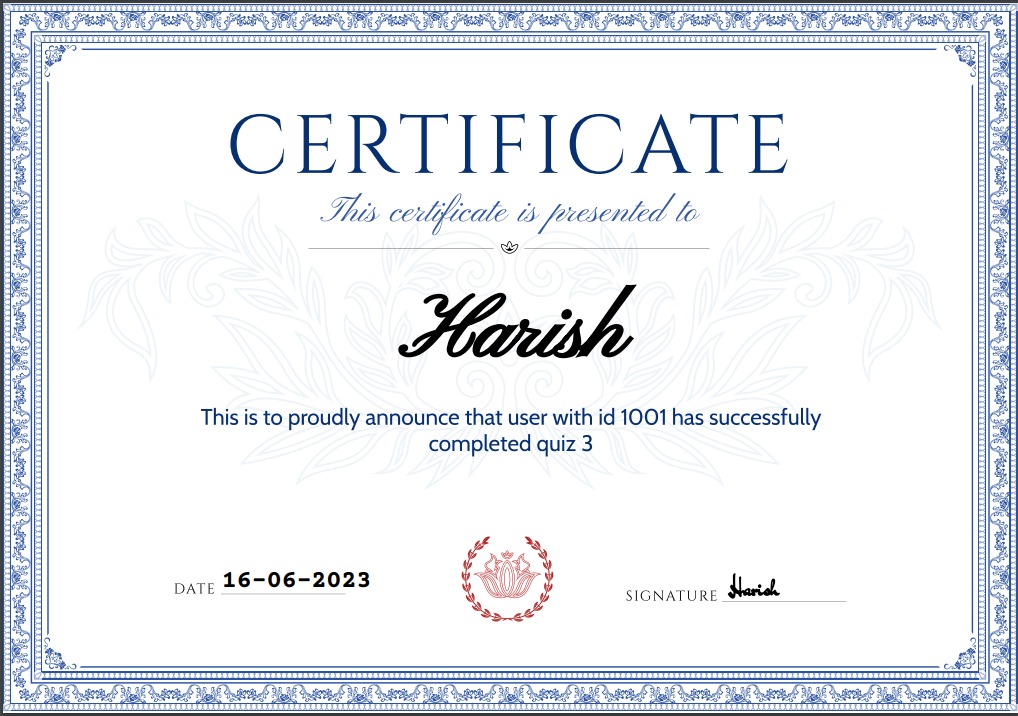 CERTIFICATE
This certificate is presented to
Harish
This is to proudly announce that user with id 1001 has successfully
completed quiz 3
DATE 16-06-2023
SIGNATURE Harish